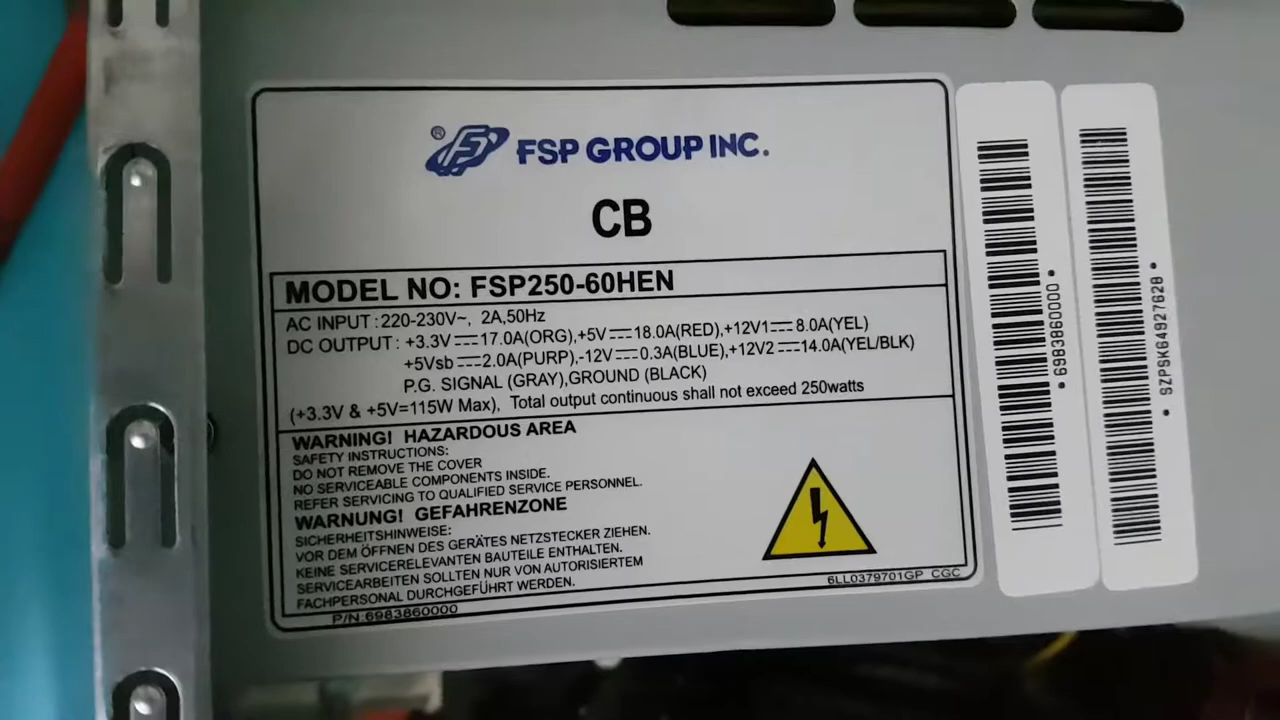 ® FSP GROUP INC.
CB
MODEL NO: FSP250-60HEN
AC INPUT : 220-230V~, 2A,50Hz
DC OUTPUT : +3.3V⎓17.0A(ORG),+5V⎓18.0A(RED),+12V1⎓8.0A(YEL)
+5Vsb⎓2.0A(PURP),-12V⎓0.3A(BLUE),+12V2⎓14.0A(YEL/BLK)
P.G. SIGNAL (GRAY),GROUND (BLACK)
(+3.3V & +5V=115W Max), Total output continuous shall not exceed 250watts
WARNING! HAZARDOUS AREA
SAFETY INSTRUCTIONS:
DO NOT REMOVE THE COVER
NO SERVICEABLE COMPONENTS INSIDE.
REFER SERVICING TO QUALIFIED SERVICE PERSONNEL.
WARNUNG! GEFAHRENZONE
SICHERHEITSHINWEISE:
VOR DEM ÖFFNEN DES GERÄTES NETZSTECKER ZIEHEN.
KEINE SERVICERELEVANTEN BAUTEILE ENTHALTEN.
SERVICEARBEITEN SOLLTEN NUR VON AUTORISIERTEM
FACHPERSONAL DURCHGEFÜHRT WERDEN.
P/N:6983860000
6LL0379701GP CGC
•6983860000•
• SZPSK64927628 •